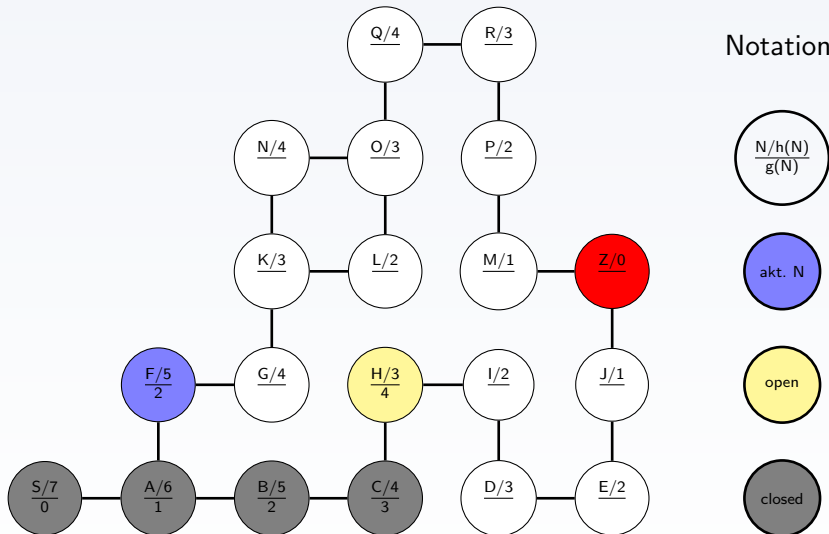 Q/4
R/3
Notation
N/4
O/3
P/2
N/h(N)
g(N)
K/3
L/2
M/1
Z/0
akt. N
F/5
2
G/4
H/3
4
I/2
J/1
open
S/7
0
A/6
1
B/5
2
C/4
3
D/3
E/2
closed